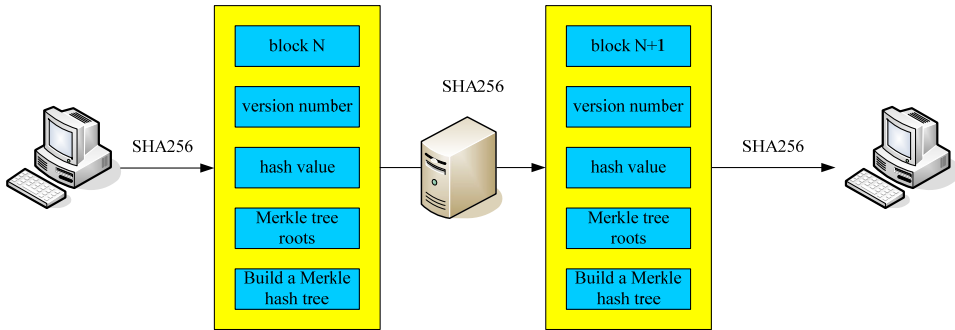 SHA256
block N
version number
hash value
Merkle tree
roots
Build a Merkle
hash tree
SHA256
block N+1
version number
hash value
Merkle tree
roots
Build a Merkle
hash tree
SHA256